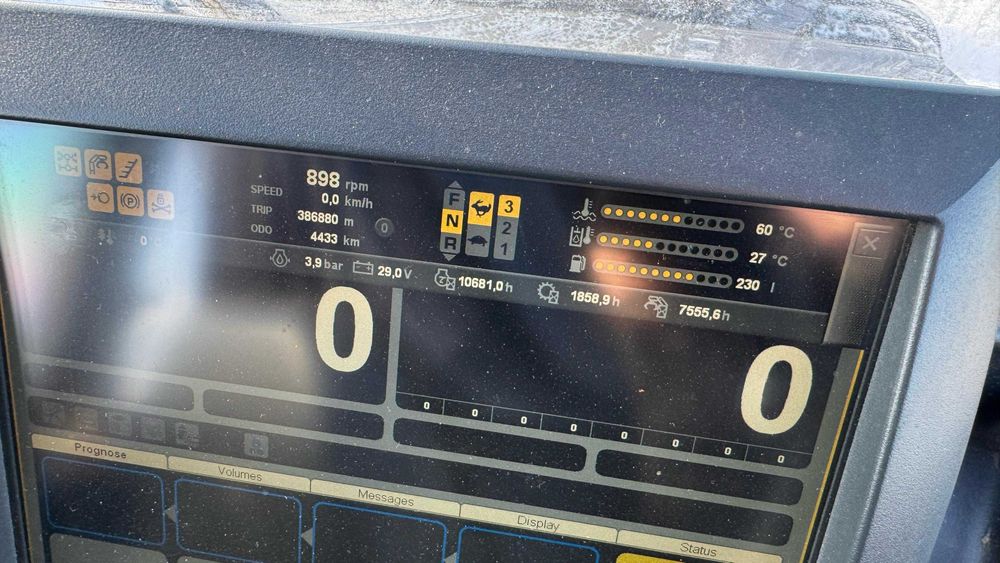 898 rpm
SPEED 0,0 km/h
TRIP 386880 m 0
ODO 4433 km
F
N
R
3
2
1
60 °C
27 °C
230 l
0
3,9 bar 29,0 V 10681,0 h 1858,9 h 7555,6 h
0 0
0 0 0 0 0 0 0 0
Prognose Volumes Messages Display Status